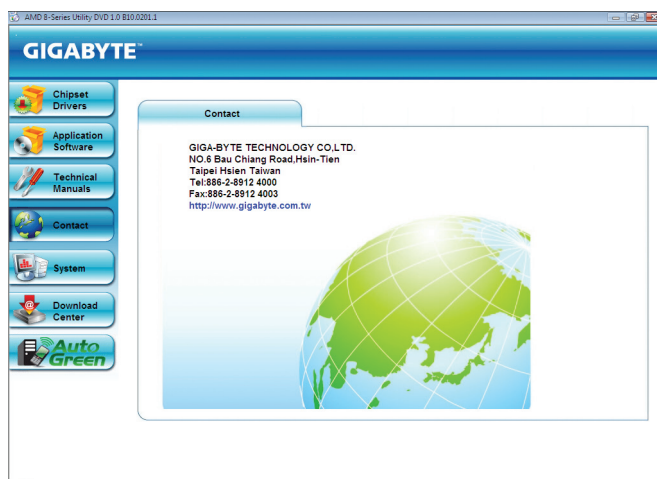 AMD 8-Series Utility DVD 1.0 B10.0201.1
GIGABYTE™
Chipset
Drivers
Application
Software
Technical
Manuals
Contact
System
Download
Center
Auto
Green
Contact
GIGA-BYTE TECHNOLOGY CO,LTD.
NO.6 Bau Chiang Road,Hsin-Tien
Taipei Hsien Taiwan
Tel:886-2-8912 4000
Fax:886-2-8912 4003
http://www.gigabyte.com.tw